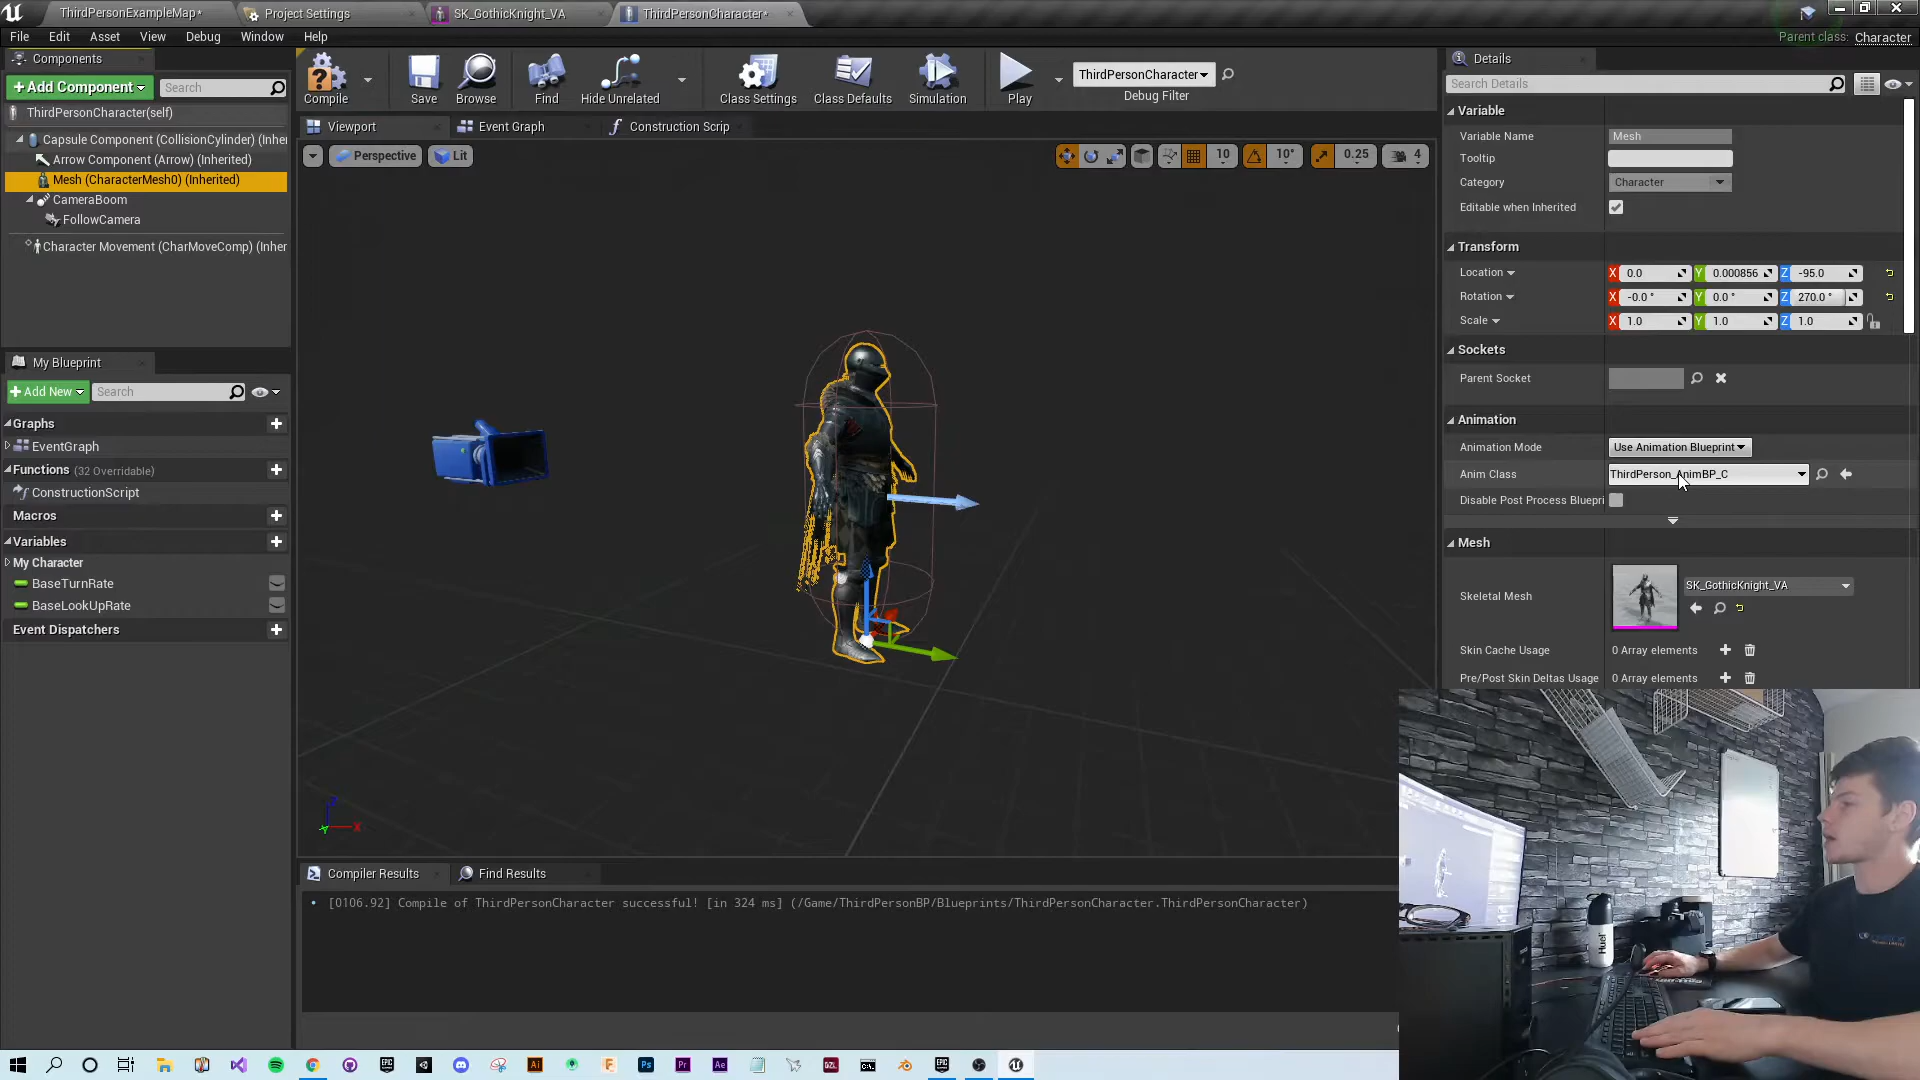 ThirdPersonExampleMap*
Project Settings
SK_GothicKnight_VA
ThirdPersonCharacter*
File Edit Asset View Debug Window Help
Parent class: Character
Components
+Add Component
Search
ThirdPersonCharacter(self)
Capsule Component (CollisionCylinder) (Inhe
Arrow Component (Arrow) (Inherited)
Mesh (CharacterMesh0) (Inherited)
CameraBoom
FollowCamera
Character Movement (CharMoveComp) (Inher
My Blueprint
+Add New
Search
Graphs
EventGraph
Functions (32 Overridable)
ConstructionScript
Macros
Variables
My Character
BaseTurnRate
BaseLookUpRate
Event Dispatchers
Compile
Save
Browse
Find
Hide Unrelated
Class Settings
Class Defaults
Simulation
Play
ThirdPersonCharacter
Debug Filter
Viewport
Event Graph
Construction Scrip
Perspective
Lit
10
10°
0.25
4
Z
X
Y
Compiler Results
Find Results
[0106.92] Compile of ThirdPersonCharacter successful! [in 324 ms] (/Game/ThirdPersonBP/Blueprints/ThirdPersonCharacter.ThirdPersonCharacter)
Details
Search Details
Variable
Variable Name Mesh
Tooltip
Category Character
Editable when Inherited
Transform
Location X 0.0 Y 0.000856 Z -95.0
Rotation X -0.0 ° Y 0.0 ° Z 270.0 °
Scale X 1.0 Y 1.0 Z 1.0
Sockets
Parent Socket
Animation
Animation Mode Use Animation Blueprint
Anim Class ThirdPerson_AnimBP_C
Disable Post Process Bluepri
Mesh
Skeletal Mesh SK_GothicKnight_VA
Skin Cache Usage 0 Array elements
Pre/Post Skin Deltas Usage 0 Array elements
Huel
Ai
Ps
Pr
Ae
EPIC